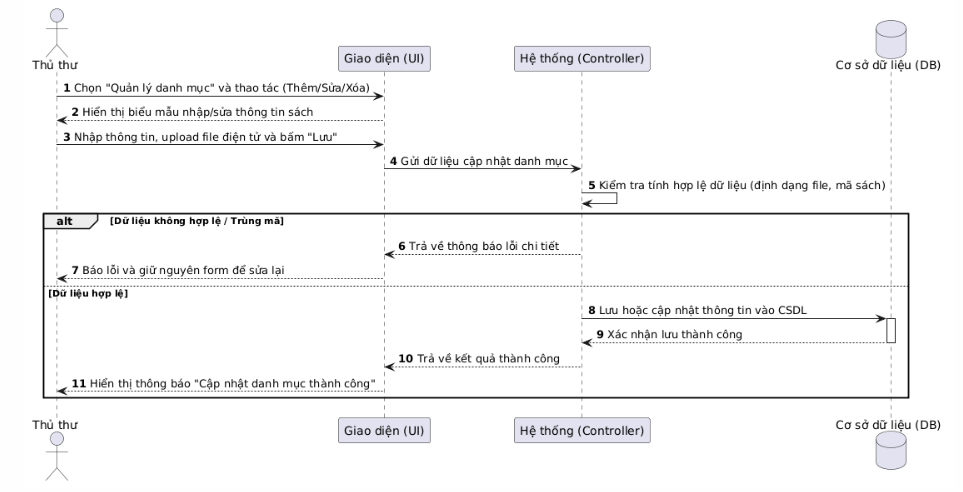 Thủ thư
Giao diện (UI)
Hệ thống (Controller)
Cơ sở dữ liệu (DB)
1 Chọn "Quản lý danh mục" và thao tác (Thêm/Sửa/Xóa)
2 Hiển thị biểu mẫu nhập/sửa thông tin sách
3 Nhập thông tin, upload file điện tử và bấm "Lưu"
4 Gửi dữ liệu cập nhật danh mục
5 Kiểm tra tính hợp lệ dữ liệu (định dạng file, mã sách)
alt [Dữ liệu không hợp lệ / Trùng mã]
6 Trả về thông báo lỗi chi tiết
7 Báo lỗi và giữ nguyên form để sửa lại
[Dữ liệu hợp lệ]
8 Lưu hoặc cập nhật thông tin vào CSDL
9 Xác nhận lưu thành công
10 Trả về kết quả thành công
11 Hiển thị thông báo "Cập nhật danh mục thành công"
Thủ thư
Giao diện (UI)
Hệ thống (Controller)
Cơ sở dữ liệu (DB)